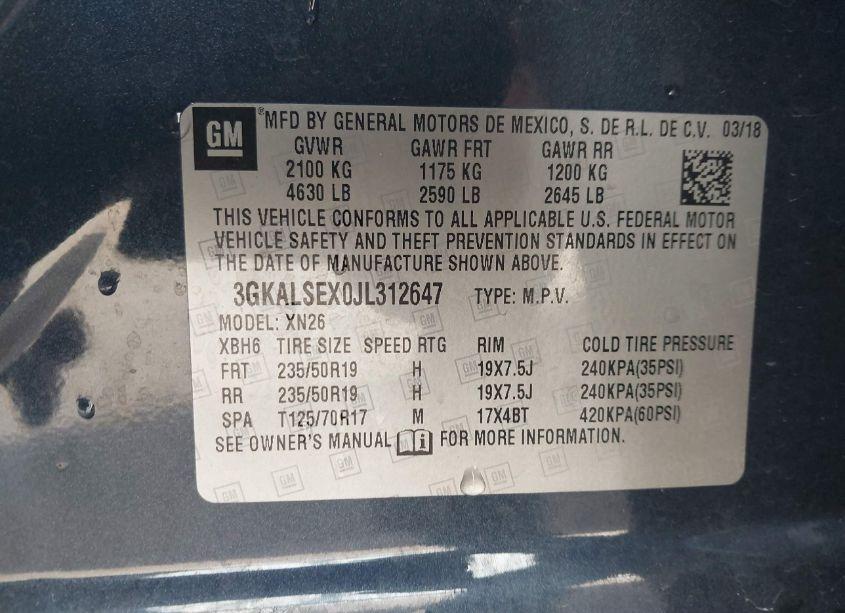 GM ®MFD BY GENERAL MOTORS DE MEXICO, S. DE R.L. DE C.V. 03/18
GVWR GAWR FRT GAWR RR
2100 KG 1175 KG 1200 KG
4630 LB 2590 LB 2645 LB
THIS VEHICLE CONFORMS TO ALL APPLICABLE U.S. FEDERAL MOTOR
VEHICLE SAFETY AND THEFT PREVENTION STANDARDS IN EFFECT ON
THE DATE OF MANUFACTURE SHOWN ABOVE.
3GKALSEX0JL312647 TYPE: M.P.V.
MODEL: XN26
XBH6 TIRE SIZE SPEED RTG RIM COLD TIRE PRESSURE
FRT 235/50R19 H 19X7.5J 240KPA(35PSI)
RR 235/50R19 H 19X7.5J 240KPA(35PSI)
SPA T125/70R17 M 17X4BT 420KPA(60PSI)
SEE OWNER'S MANUAL FOR MORE INFORMATION.